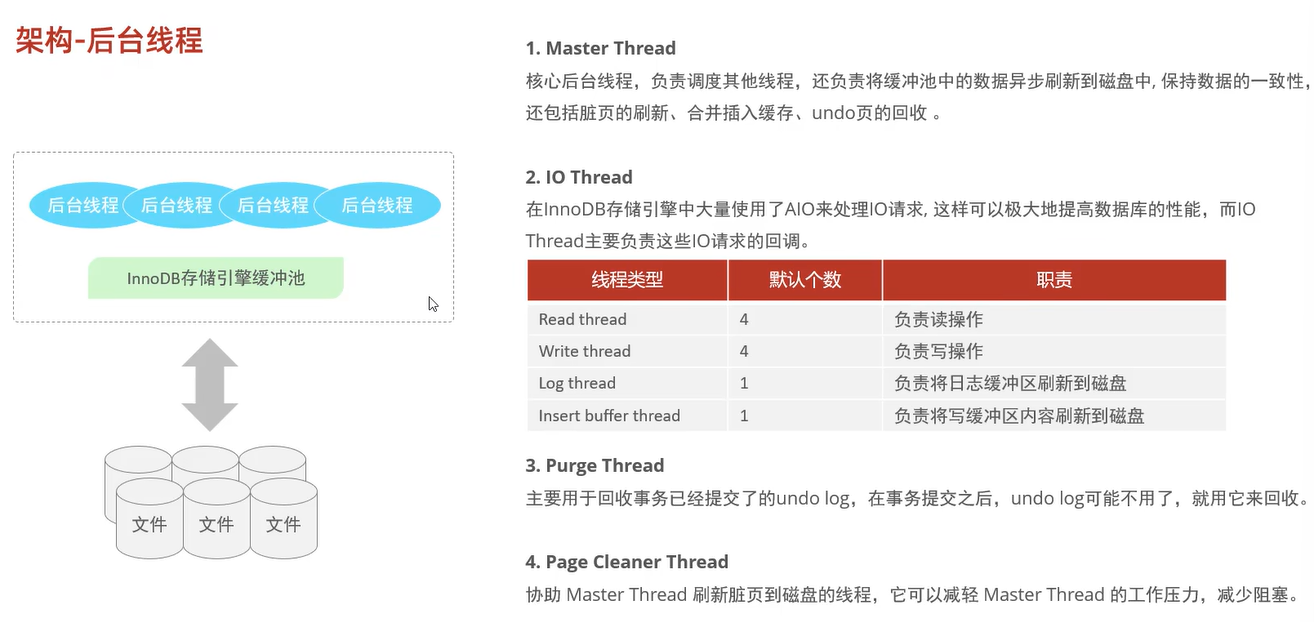 架构-后台线程
后台线程 后台线程 后台线程 后台线程
InnoDB存储引擎缓冲池
文件 文件 文件
1. Master Thread
核心后台线程，负责调度其他线程，还负责将缓冲池中的数据异步刷新到磁盘中, 保持数据的一致性，
还包括脏页的刷新、合并插入缓存、undo页的回收 。
2. IO Thread
在InnoDB存储引擎中大量使用了AIO来处理IO请求, 这样可以极大地提高数据库的性能，而IO
Thread主要负责这些IO请求的回调。
线程类型 默认个数 职责
Read thread 4 负责读操作
Write thread 4 负责写操作
Log thread 1 负责将日志缓冲区刷新到磁盘
Insert buffer thread 1 负责将写缓冲区内容刷新到磁盘
3. Purge Thread
主要用于回收事务已经提交了的undo log，在事务提交之后，undo log可能不用了，就用它来回收。
4. Page Cleaner Thread
协助 Master Thread 刷新脏页到磁盘的线程，它可以减轻 Master Thread 的工作压力，减少阻塞。